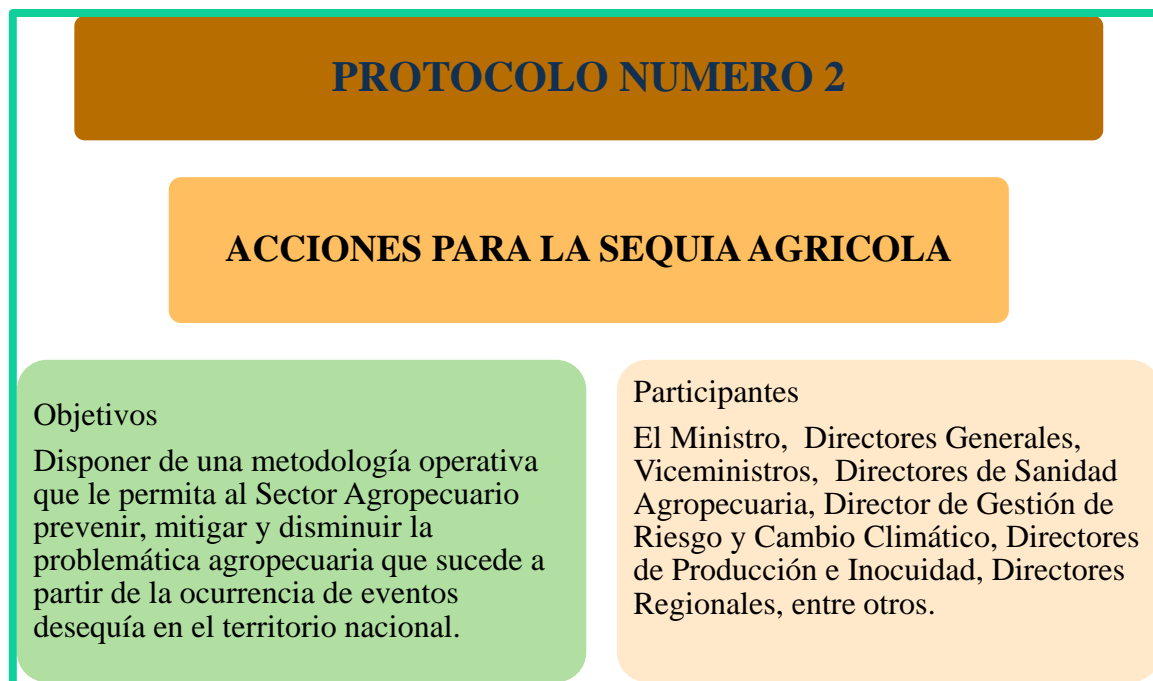 PROTOCOLO NUMERO 2
ACCIONES PARA LA SEQUIA AGRICOLA
Objetivos
Disponer de una metodología operativa
que le permita al Sector Agropecuario
prevenir, mitigar y disminuir la
problemática agropecuaria que sucede a
partir de la ocurrencia de eventos
desequía en el territorio nacional.
Participantes
El Ministro, Directores Generales,
Viceministros, Directores de Sanidad
Agropecuaria, Director de Gestión de
Riesgo y Cambio Climático, Directores
de Producción e Inocuidad, Directores
Regionales, entre otros.